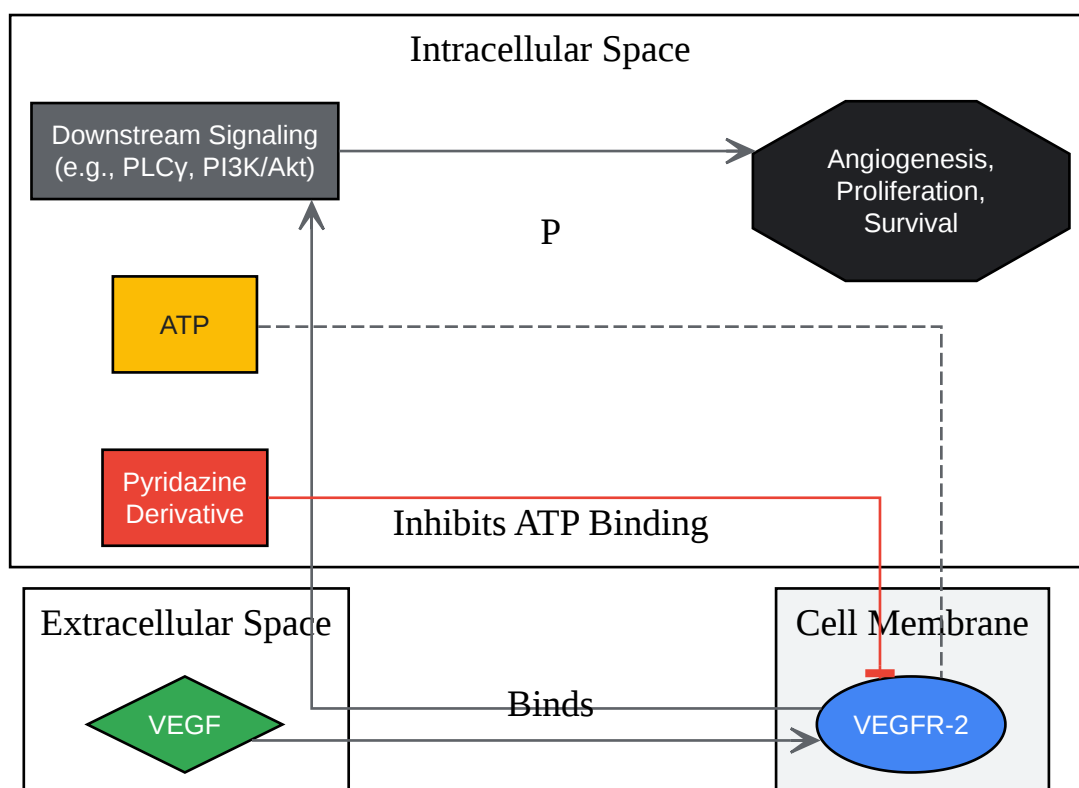 Intracellular Space
Downstream Signaling
(e.g., PLCγ, PI3K/Akt)
Angiogenesis,
Proliferation,
Survival
P
ATP
Pyridazine
Derivative
Inhibits ATP Binding
Extracellular Space
Cell Membrane
Binds
VEGF
VEGFR-2